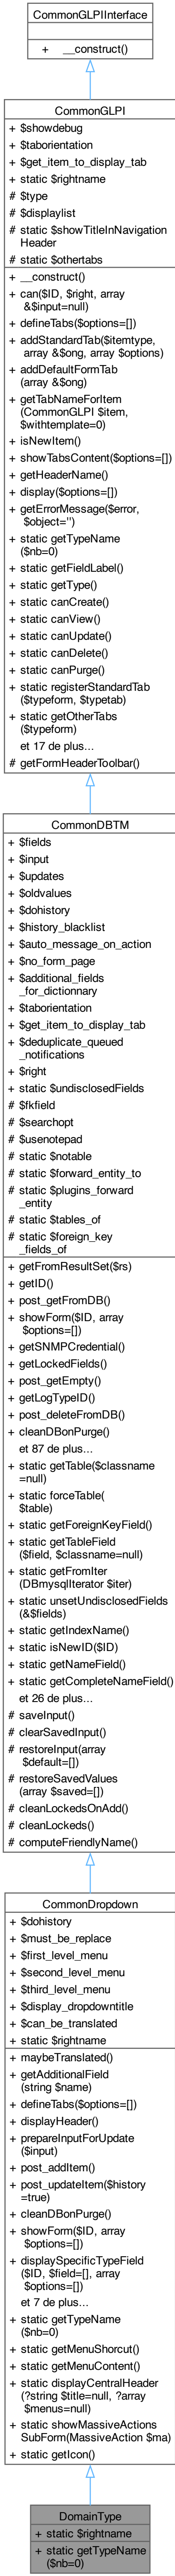 CommonGLPIInterface
+ __construct()
CommonGLPI
+ $showdebug
+ $taborientation
+ $get_item_to_display_tab
+ static $rightname
# $type
# $displaylist
# static $showTitleInNavigation
Header
# static $othertabs
+ __construct()
+ can($ID, $right, array
&$input=null)
+ defineTabs($options=[])
+ addStandardTab($itemtype,
array &$ong, array $options)
+ addDefaultFormTab
(array &$ong)
+ getTabNameForItem
(CommonGLPI $item,
$withtemplate=0)
+ isNewItem()
+ showTabsContent($options=[])
+ getHeaderName()
+ display($options=[])
+ getErrorMessage($error,
$object='')
+ static getTypeName
($nb=0)
+ static getFieldLabel()
+ static getType()
+ static canCreate()
+ static canView()
+ static canUpdate()
+ static canDelete()
+ static canPurge()
+ static registerStandardTab
($typeform, $typetab)
+ static getOtherTabs
($typeform)
et 17 de plus...
# getFormHeaderToolbar()
CommonDBTM
+ $fields
+ $input
+ $updates
+ $oldvalues
+ $dohistory
+ $history_blacklist
+ $auto_message_on_action
+ $no_form_page
+ $additional_fields
_for_dictionnary
+ $taborientation
+ $get_item_to_display_tab
+ $deduplicate_queued
_notifications
+ $right
+ static $undisclosedFields
# $fkfield
# $searchopt
# $usenotepad
# static $notable
# static $forward_entity_to
# static $plugins_forward
_entity
# static $tables_of
# static $foreign_key
_fields_of
+ getFromResultSet($rs)
+ getID()
+ post_getFromDB()
+ showForm($ID, array
$options=[])
+ getSNMPCredential()
+ getLockedFields()
+ post_getEmpty()
+ getLogTypeID()
+ post_deleteFromDB()
+ cleanDBonPurge()
et 87 de plus...
+ static getTable($classname
=null)
+ static forceTable(
$table)
+ static getForeignKeyField()
+ static getTableField
($field, $classname=null)
+ static getFromIter
(DBmysqlIterator $iter)
+ static unsetUndisclosedFields
(&$fields)
+ static getIndexName()
+ static isNewID($ID)
+ static getNameField()
+ static getCompleteNameField()
et 26 de plus...
# saveInput()
# clearSavedInput()
# restoreInput(array
$default=[])
# restoreSavedValues
(array $saved=[])
# cleanLockedsOnAdd()
# cleanLockeds()
# computeFriendlyName()
CommonDropdown
+ $dohistory
+ $must_be_replace
+ $first_level_menu
+ $second_level_menu
+ $third_level_menu
+ $display_dropdowntitle
+ $can_be_translated
+ static $rightname
+ maybeTranslated()
+ getAdditionalField
(string $name)
+ defineTabs($options=[])
+ displayHeader()
+ prepareInputForUpdate
($input)
+ post_addItem()
+ post_updateItem($history
=true)
+ cleanDBonPurge()
+ showForm($ID, array
$options=[])
+ displaySpecificTypeField
($ID, $field=[], array
$options=[])
et 7 de plus...
+ static getTypeName
($nb=0)
+ static getMenuShorcut()
+ static getMenuContent()
+ static displayCentralHeader
(?string $title=null, ?array
$menus=null)
+ static showMassiveActions
SubForm(MassiveAction $ma)
+ static getIcon()
DomainType
+ static $rightname
+ static getTypeName
($nb=0)